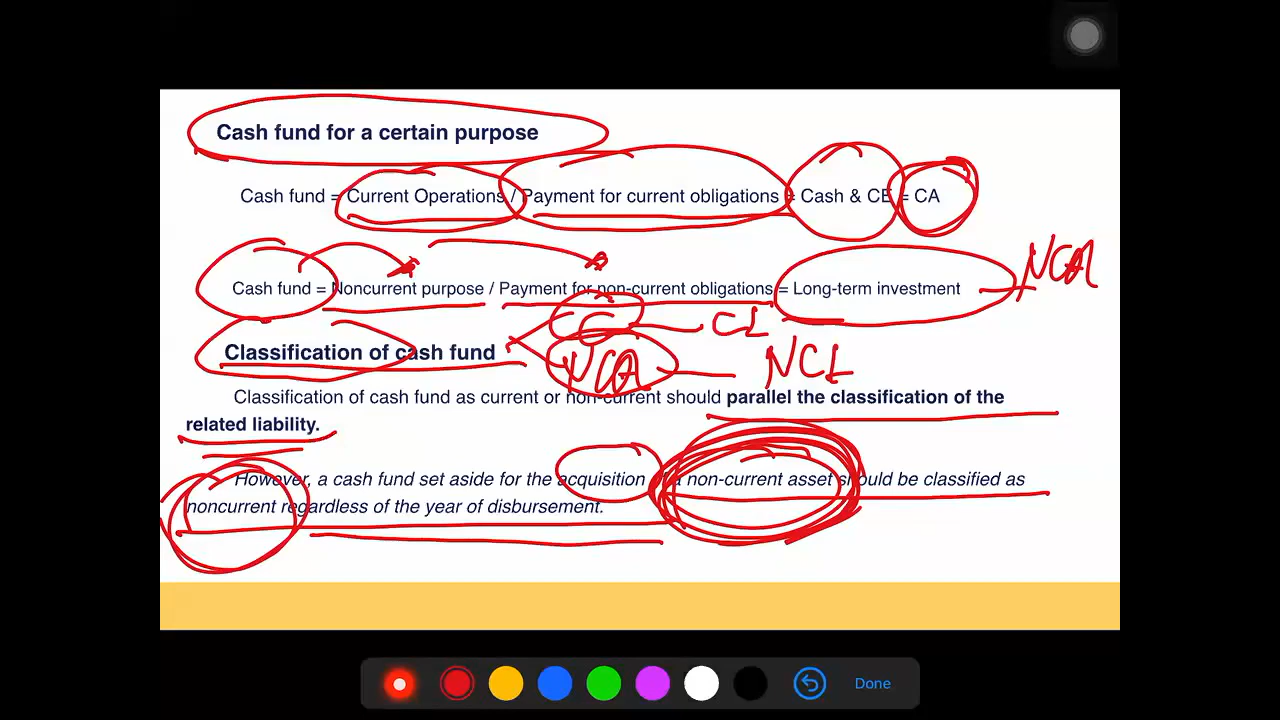 Cash fund for a certain purpose
Cash fund = Current Operations / Payment for current obligations = Cash & CE = CA
NCA
Cash fund = Noncurrent purpose / Payment for non-current obligations = Long-term investment
C CL
Classification of cash fund
NCA NCL
Classification of cash fund as current or non-current should parallel the classification of the
related liability.
However, a cash fund set aside for the acquisition of a non-current asset should be classified as
noncurrent regardless of the year of disbursement.
Done